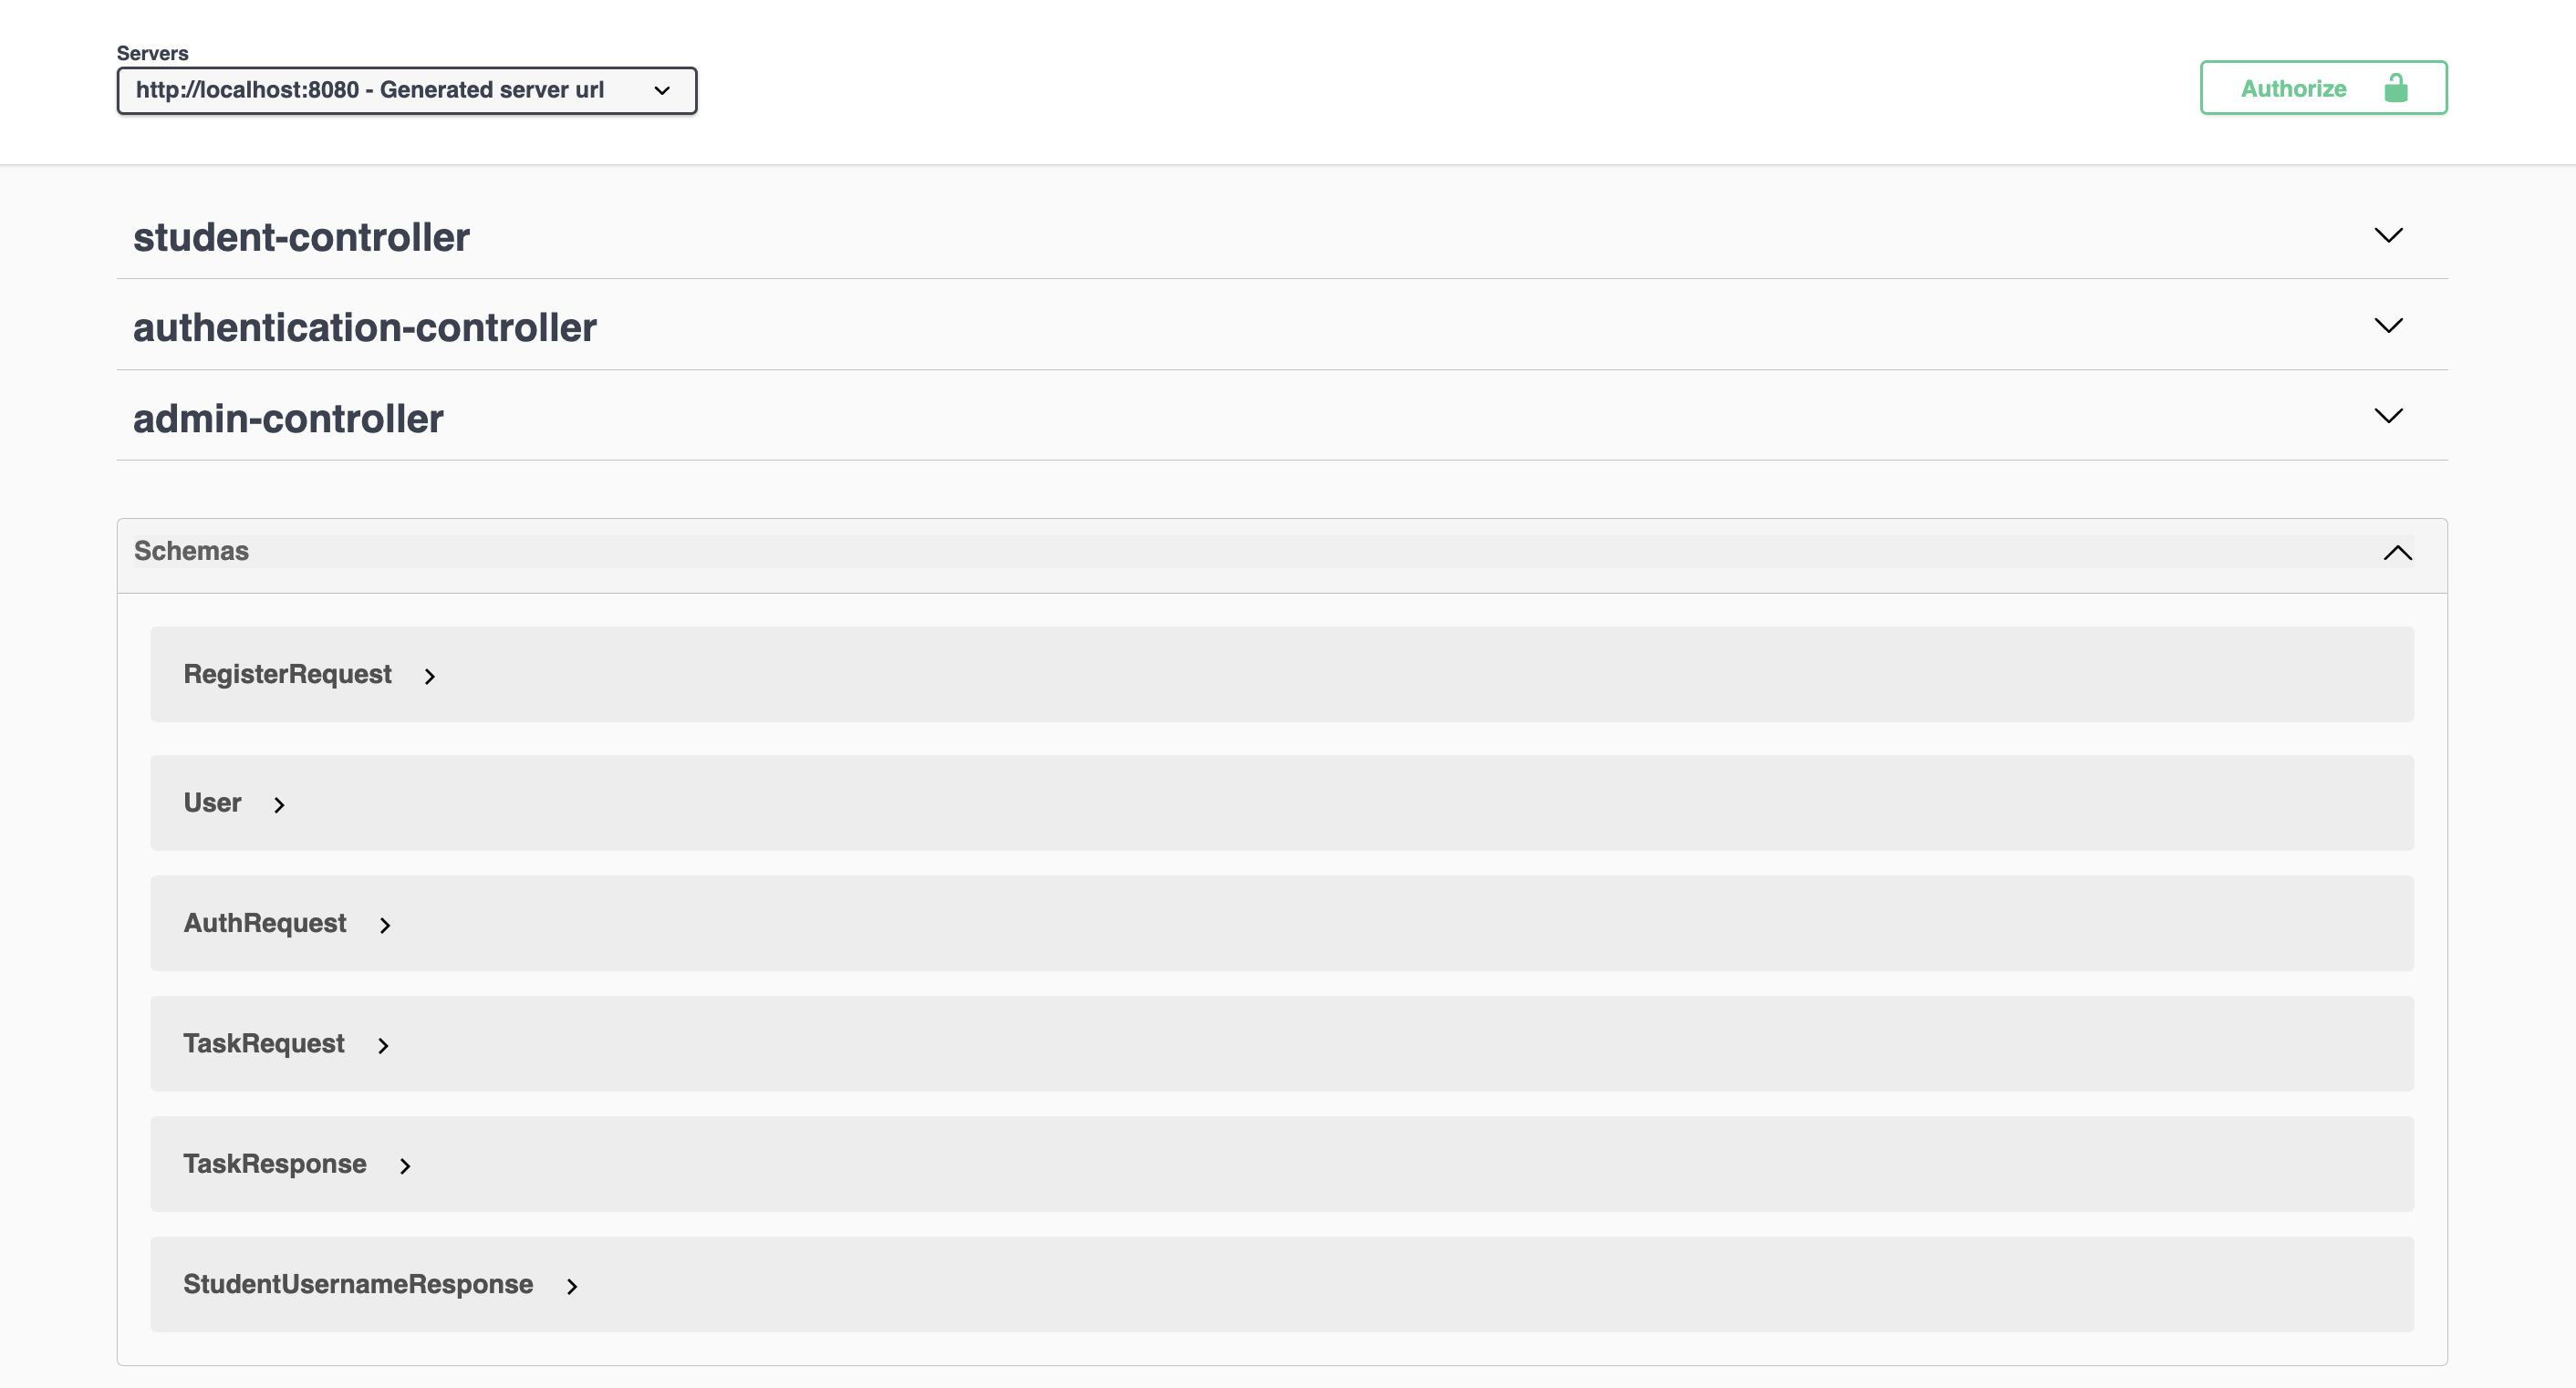 Servers
http://localhost:8080 - Generated server url
Authorize
student-controller
authentication-controller
admin-controller
Schemas
RegisterRequest
User
AuthRequest
TaskRequest
TaskResponse
StudentUsernameResponse